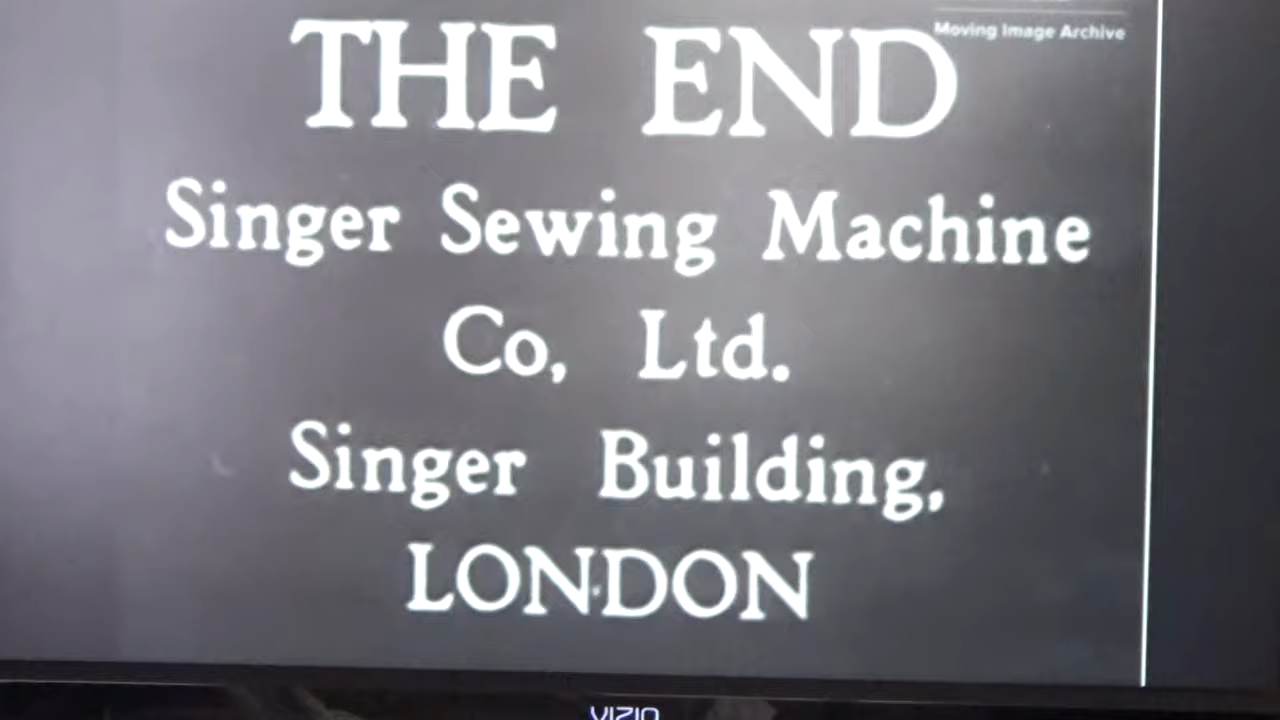 Moving Image Archive
THE END
Singer Sewing Machine
Co, Ltd.
Singer Building,
LONDON
VIZIO